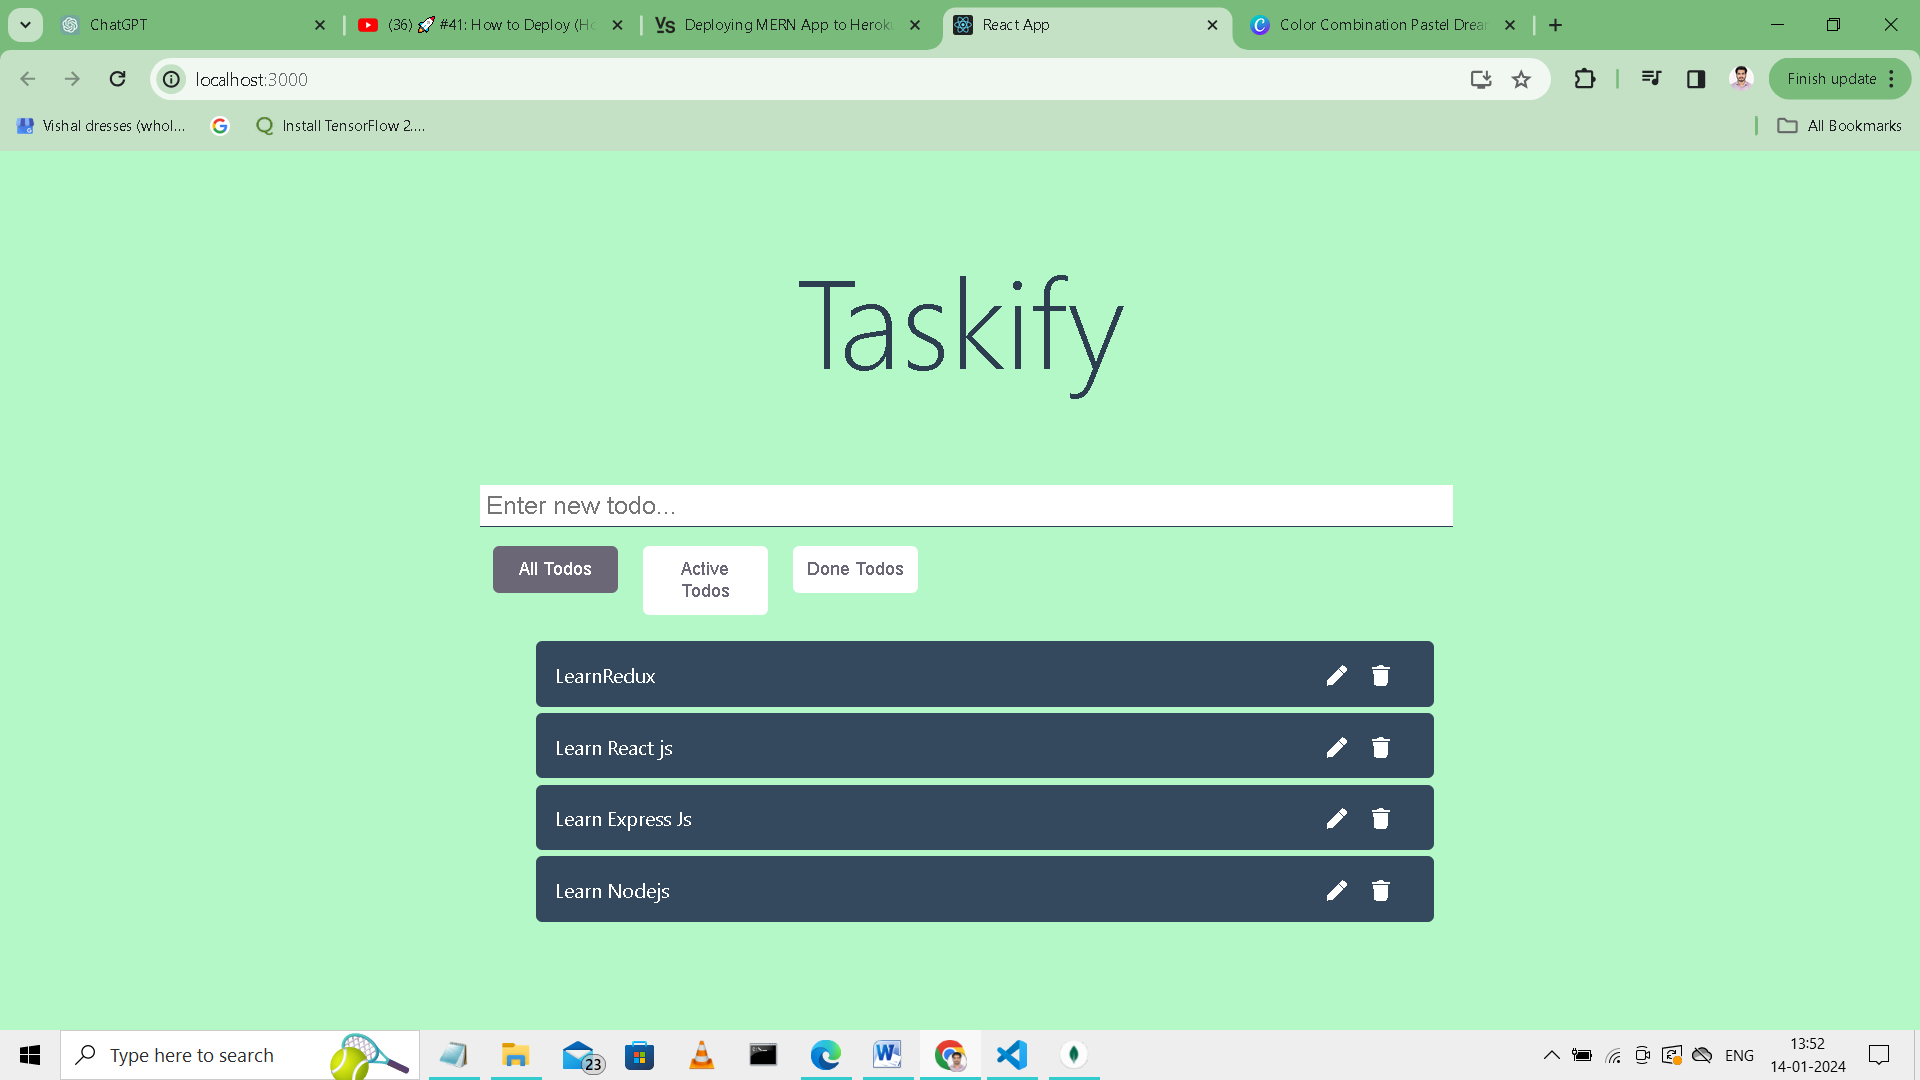 ChatGPT
(36) 🚀 #41: How to Deploy (Ho
Deploying MERN App to Herok
React App
Color Combination Pastel Drea
localhost:3000
Finish update
Vishal dresses (whol...
Install TensorFlow 2....
All Bookmarks
Taskify
Enter new todo...
All Todos
Active
Todos
Done Todos
LearnRedux
Learn React js
Learn Express Js
Learn Nodejs
Type here to search
23
ENG
13:52
14-01-2024